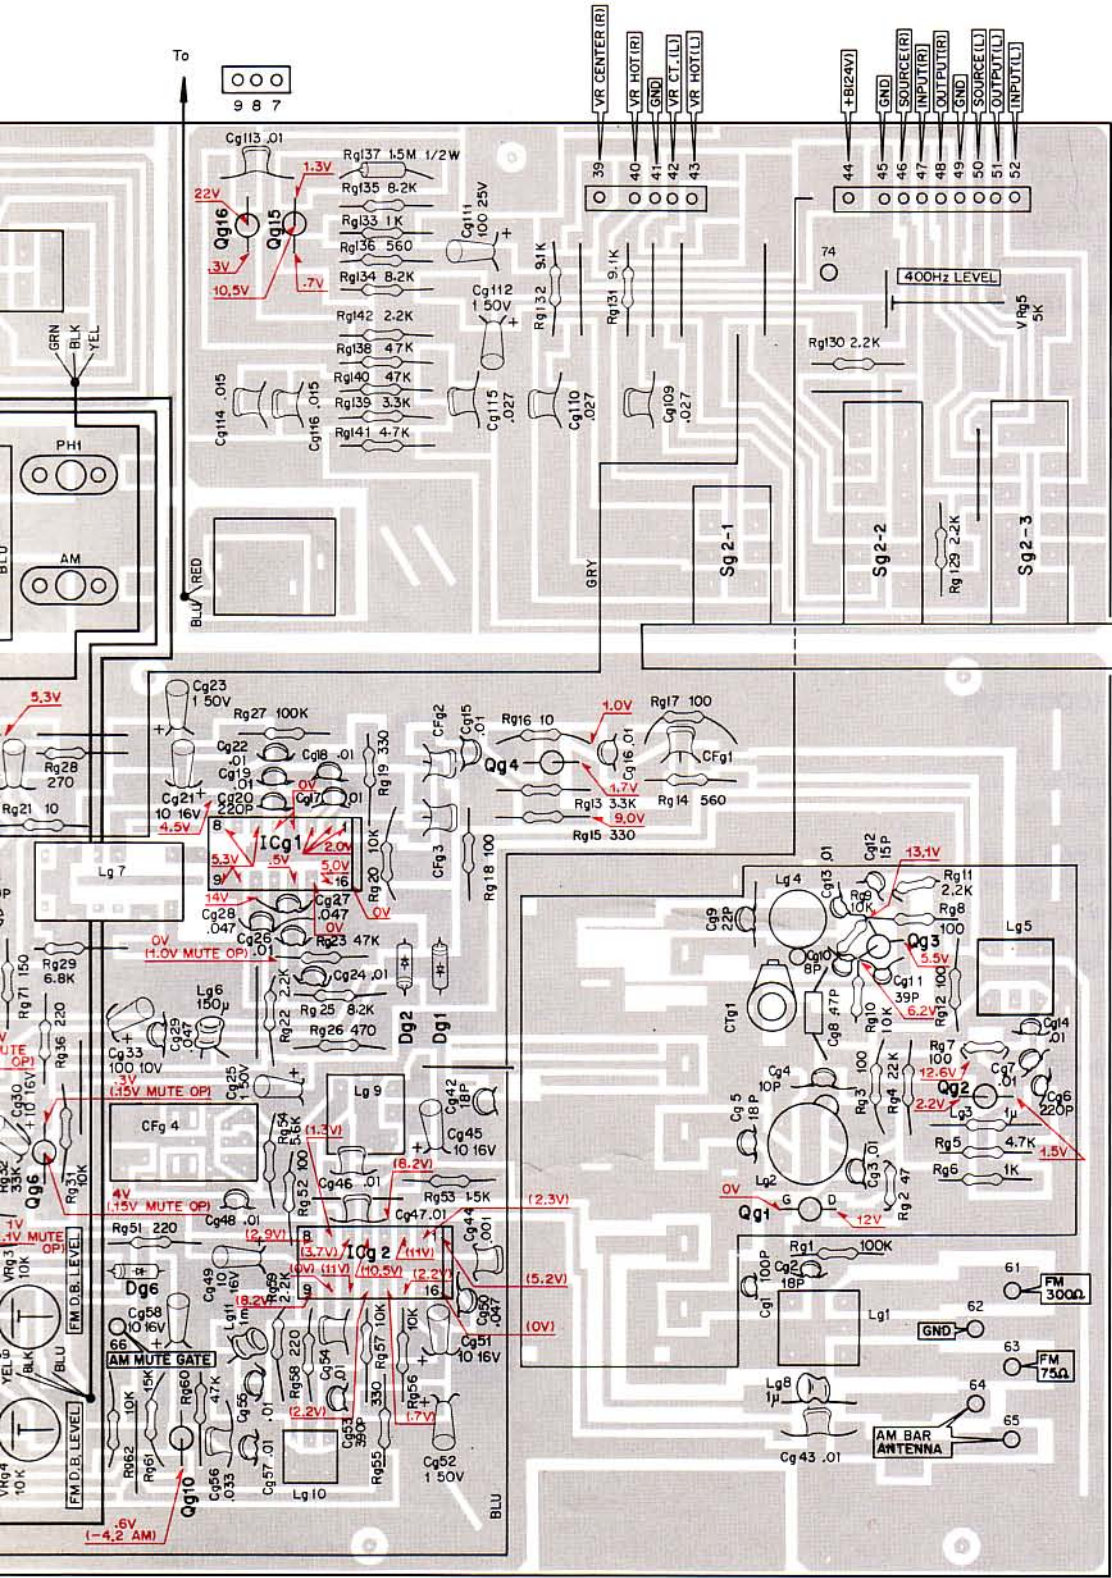 To
9 8 7
VR CENTER (R)
VR HOT(R)
GND
VR CT.(L)
VR HOT(L)
+B(24V)
GND
SOURCE(R)
INPUT(R)
OUTPUT(R)
GND
SOURCE(L)
OUTPUT(L)
INPUT(L)
39
40
41
42
43
44
45
46
47
48
49
50
51
52
Cg113 .01
Rg137 1.5M 1/2W
1.3V
Rg135 8.2K
22V
Qg16
Qg15
Rg133 1K
Rg136 560
.3V
10.5V
.7V
Rg134 8.2K
Cg111
100 25V
Cg112
1 50V
Rg132 9.1K
Rg131 9.1K
74
400Hz LEVEL
VRg5
5K
Rg142 2.2K
Rg138 47K
Rg140 47K
Rg139 3.3K
Rg141 4.7K
Rg130 2.2K
GRN
BLK
YEL
Cg114 .015
Cg116 .015
Cg115
.027
Cg110
.027
Cg109
.027
PH1
AM
BLU
BLU
RED
GRY
Sg2-1
Sg2-2
Rg129 2.2K
Sg2-3
5.3V
Cg23
1 50V
Rg27 100K
Cg22
.01
Cg19
.01
Cg18 .01
Rg19 330
CFg2
Cg15
.01
Rg16 10
1.0V
Rg17 100
Cg16 .01
CFg1
Qg4
1.7V
Rg13 3.3K
9.0V
Rg14 560
Rg15 330
Rg28
270
Rg21 10
Cg21
10 16V
4.5V
Cg20
220P
Cg17 .01
0V
8
ICg1
1
2.0V
5.3V
.5V
5.0V
9
16
14V
Rg20 10K
CFg3
Rg18 100
Lg7
Cg28
.047
Cg27
.047
0V
0V
Cg26
.01
Rg23 47K
0V
(1.0V MUTE OP)
Rg29
6.8K
Rg71 150
Cg24 .01
Lg6
150μ
Rg22 2.2K
Rg25 8.2K
Rg26 470
Dg2
Dg1
Rg36 220
Cg33
100 10V
Cg29
.047
Cg25
1 50V
.3V
(.15V MUTE OP)
Cg30
10 16V
CFg4
Rg54 5.6K
(1.3V)
Lg9
Cg42
18P
Cg45
10 16V
Rg32
33K
Qg6
Rg31 10K
4V
(.15V MUTE OP)
Rg52 100
Cg46 .01
(8.2V)
Rg53 1.5K
(2.3V)
Cg48 .01
Cg47 .01
Cg44
.001
Rg51 220
(2.9V)
8
(3.7V)
ICg2
(11V)
1
(0V) (11V)
(10.5V)
(2.2V)
(5.2V)
9
16
(8.2V)
(0V)
Cg49
10 16V
Rg59
2.2K
Dg6
Cg58
10 16V
Lg11
1m
Rg58 220
Cg54
.01
Rg57 10K
10K
Rg56
Cg50
.047
Cg51
10 16V
VRg3
10K
FM D.B. LEVEL
BLK
BLU
66
AM MUTE GATE
Rg62 10K
Rg61 15K
Rg60
47K
Cg55
.01
(2.2V)
Cg53
390P
Rg55 330
(.7V)
Cg52
1 50V
VRg4
10K
FM D.B. LEVEL
Qg10
Cg56
.033
Cg57 .01
Lg10
BLU
.6V
(-4.2 AM)
Cg12
15P
13.1V
Lg4
Cg13 .01
Rg11
2.2K
Rg9
10K
Rg8
100
Cg9
22P
Qg3
Lg5
5.5V
Cg10
8P
Cg11
39P
6.2V
CTg1
Cg8 47P
Rg10
10K
Rg12 100
Cg14
.01
Rg7
100
12.6V
Cg7
.01
Qg2
2.2V
Cg6
220P
Lg3 1μ
1.5V
Rg5 4.7K
Rg6 1K
Cg4
10P
Rg3 100
Rg4 22K
Cg5
18P
Lg2
Cg3 .01
Rg2 47
0V
Qg1
G D
12V
Rg1 100K
Cg1 100P
Cg2
18P
Lg1
61
FM
300Ω
62
GND
63
FM
75Ω
Lg8
1μ
64
AM BAR
ANTENNA
65
Cg43 .01